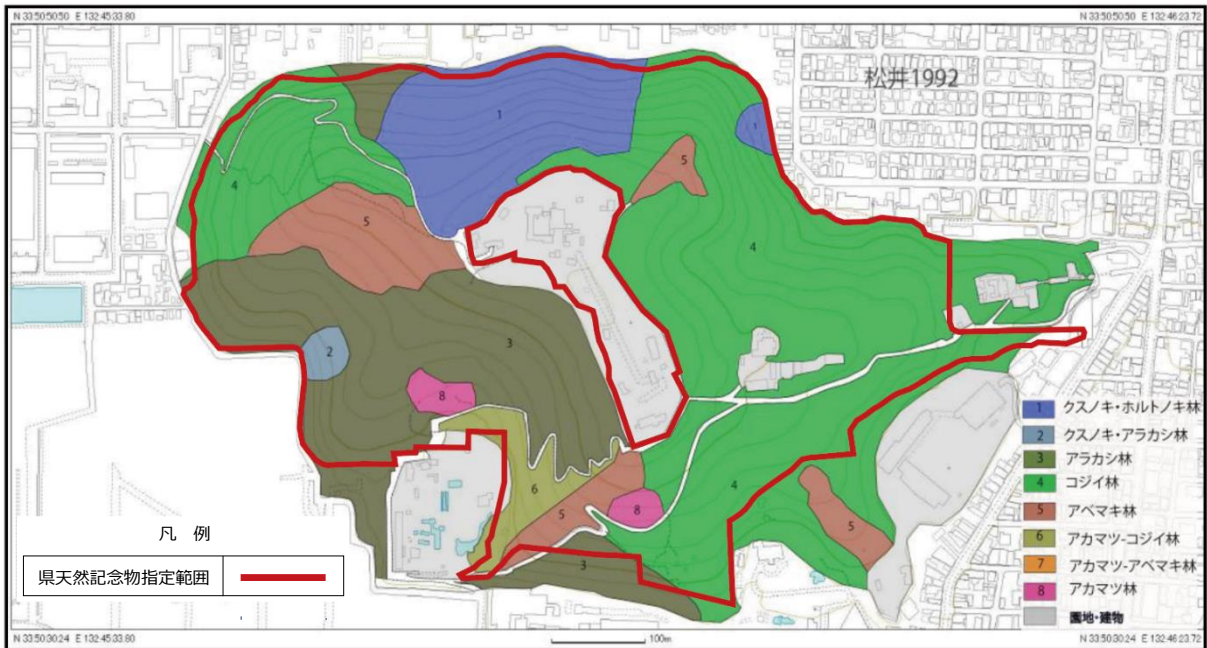 N 33:50:50:50 E 132:45:33.80
N 33:50:50:50 E 132:46:23.72
松井1992
1
1
5
4
5
4
3
2
8
6
5
8
4
5
3
1 クスノキ・ホルトノキ林
2 クスノキ・アラカシ林
3 アラカシ林
4 コジイ林
5 アベマキ林
6 アカマツ-コジイ林
7 アカマツ-アベマキ林
8 アカマツ林
園地・建物
凡 例
県天然記念物指定範囲
N 33:50:30:24 E 132:45:33.80
100m
N 33:50:30:24 E 132:46:23.72